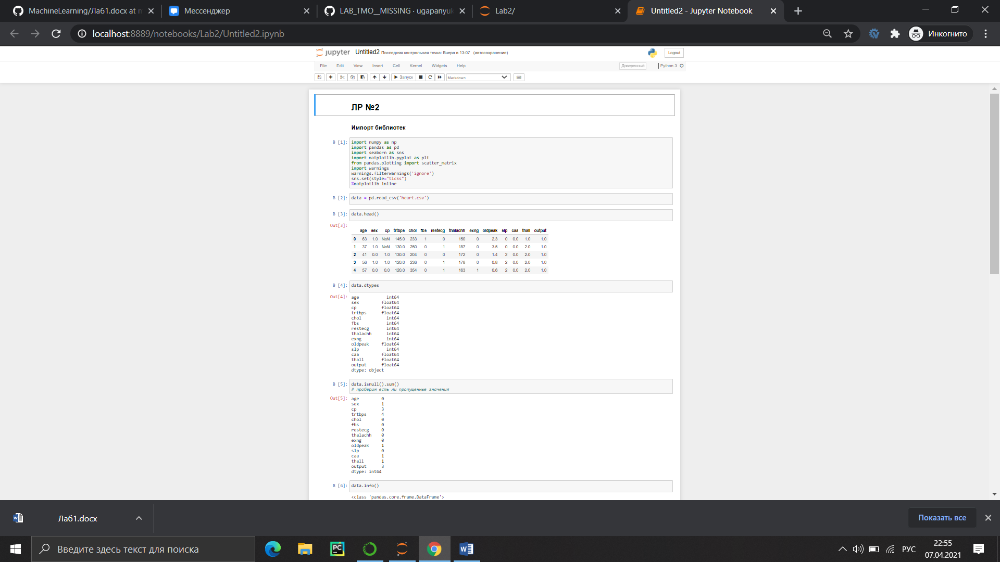 MachineLearning/Лаб1.docx at m
Мессенджер
LAB_TMO__MISSING · ugapanyuk
Lab2/
Untitled2 - Jupyter Notebook
localhost:8889/notebooks/Lab2/Untitled2.ipynb
Инкогнито
jupyter Untitled2 Последняя контрольная точка: Вчера в 13:07 (автосохранение)
Logout
File Edit View Insert Cell Kernel Widgets Help
Доверенный
Python 3
Запуск
Markdown
ЛР №2
Импорт библиотек
В [1]: import numpy as np
import pandas as pd
import seaborn as sns
import matplotlib.pyplot as plt
from pandas.plotting import scatter_matrix
import warnings
warnings.filterwarnings('ignore')
sns.set(style="ticks")
%matplotlib inline
В [2]: data = pd.read_csv('heart.csv')
В [3]: data.head()
Out[3]:
age sex cp trtbps chol fbs restecg thalachh exng oldpeak slp caa thall output
0 63 1.0 NaN 145.0 233 1 0 150 0 2.3 0 0.0 1.0 1.0
1 37 1.0 NaN 130.0 250 0 1 187 0 3.5 0 0.0 2.0 1.0
2 41 0.0 1.0 130.0 204 0 0 172 0 1.4 2 0.0 2.0 1.0
3 56 1.0 1.0 120.0 236 0 1 178 0 0.8 2 0.0 2.0 1.0
4 57 0.0 0.0 120.0 354 0 1 163 1 0.6 2 0.0 2.0 1.0
В [4]: data.dtypes
Out[4]: age int64
sex float64
cp float64
trtbps float64
chol int64
fbs int64
restecg int64
thalachh int64
exng int64
oldpeak float64
slp int64
caa float64
thall float64
output float64
dtype: object
В [5]: data.isnull().sum()
# проверим есть ли пропущенные значения
Out[5]: age 0
sex 1
cp 3
trtbps 4
chol 0
fbs 0
restecg 0
thalachh 0
exng 0
oldpeak 1
slp 0
caa 1
thall 1
output 3
dtype: int64
В [6]: data.info()
<class 'pandas.core.frame.DataFrame'>
Лаб1.docx
Показать все
Введите здесь текст для поиска
РУС
22:55
07.04.2021